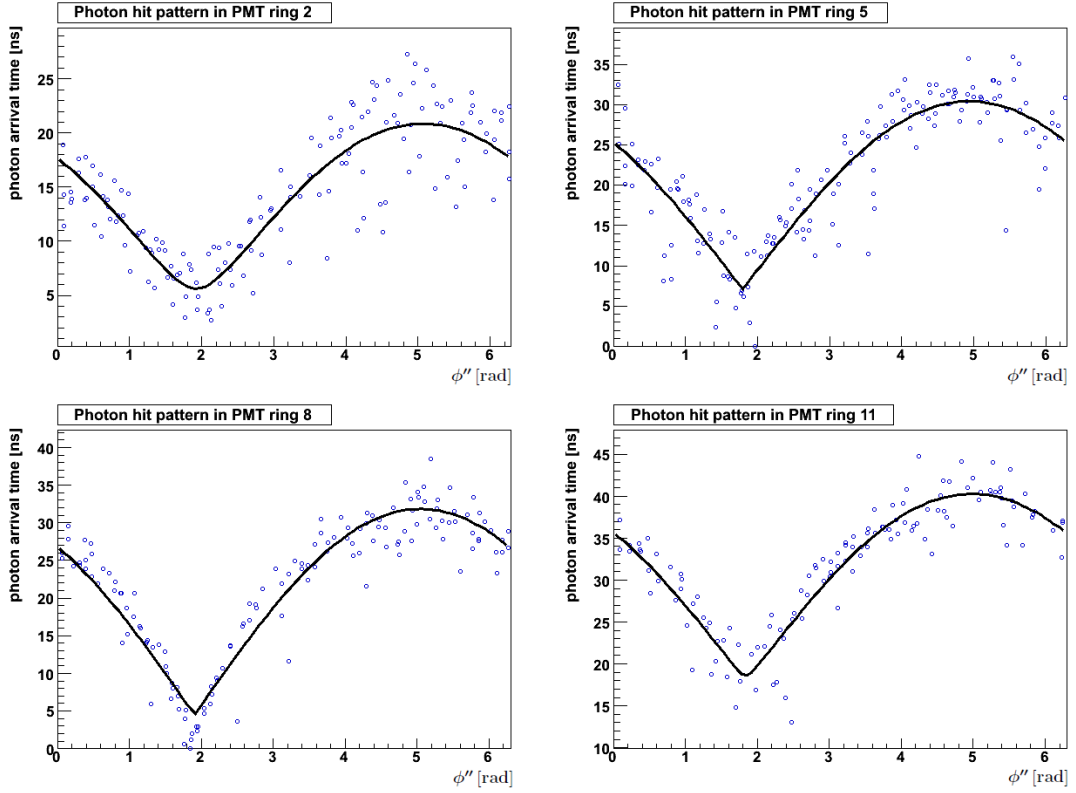 Photon hit pattern in PMT ring 2
photon arrival time [ns]
25
20
15
10
5
0 1 2 3 4 5 6
ϕ″ [rad]
Photon hit pattern in PMT ring 5
photon arrival time [ns]
35
30
25
20
15
10
5
0
0 1 2 3 4 5 6
ϕ″ [rad]
Photon hit pattern in PMT ring 8
photon arrival time [ns]
40
35
30
25
20
15
10
5
0
0 1 2 3 4 5 6
ϕ″ [rad]
Photon hit pattern in PMT ring 11
photon arrival time [ns]
45
40
35
30
25
20
15
10
0 1 2 3 4 5 6
ϕ″ [rad]